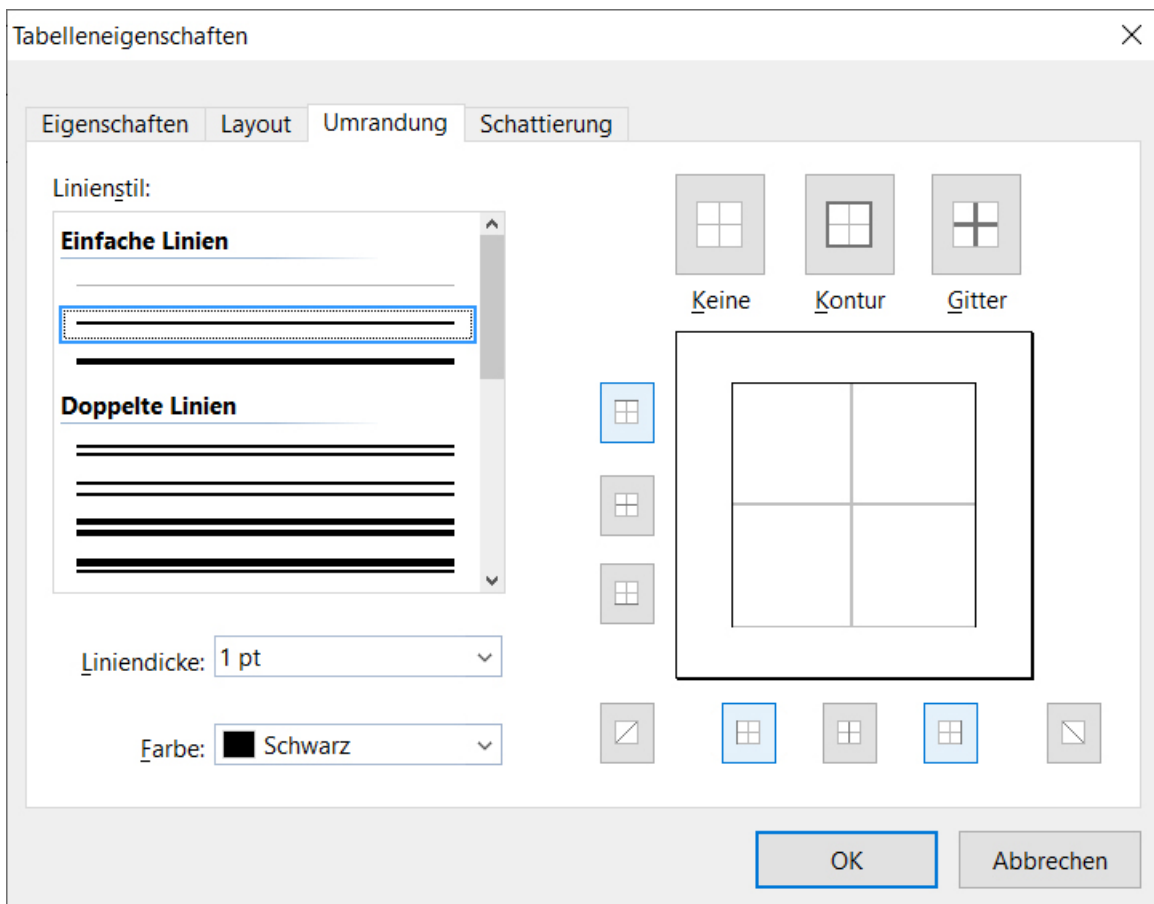 Tabelleneigenschaften
Eigenschaften Layout Umrandung Schattierung
Linienstil:
Einfache Linien
Doppelte Linien
Keine Kontur Gitter
Liniendicke: 1 pt
Farbe: Schwarz
OK Abbrechen